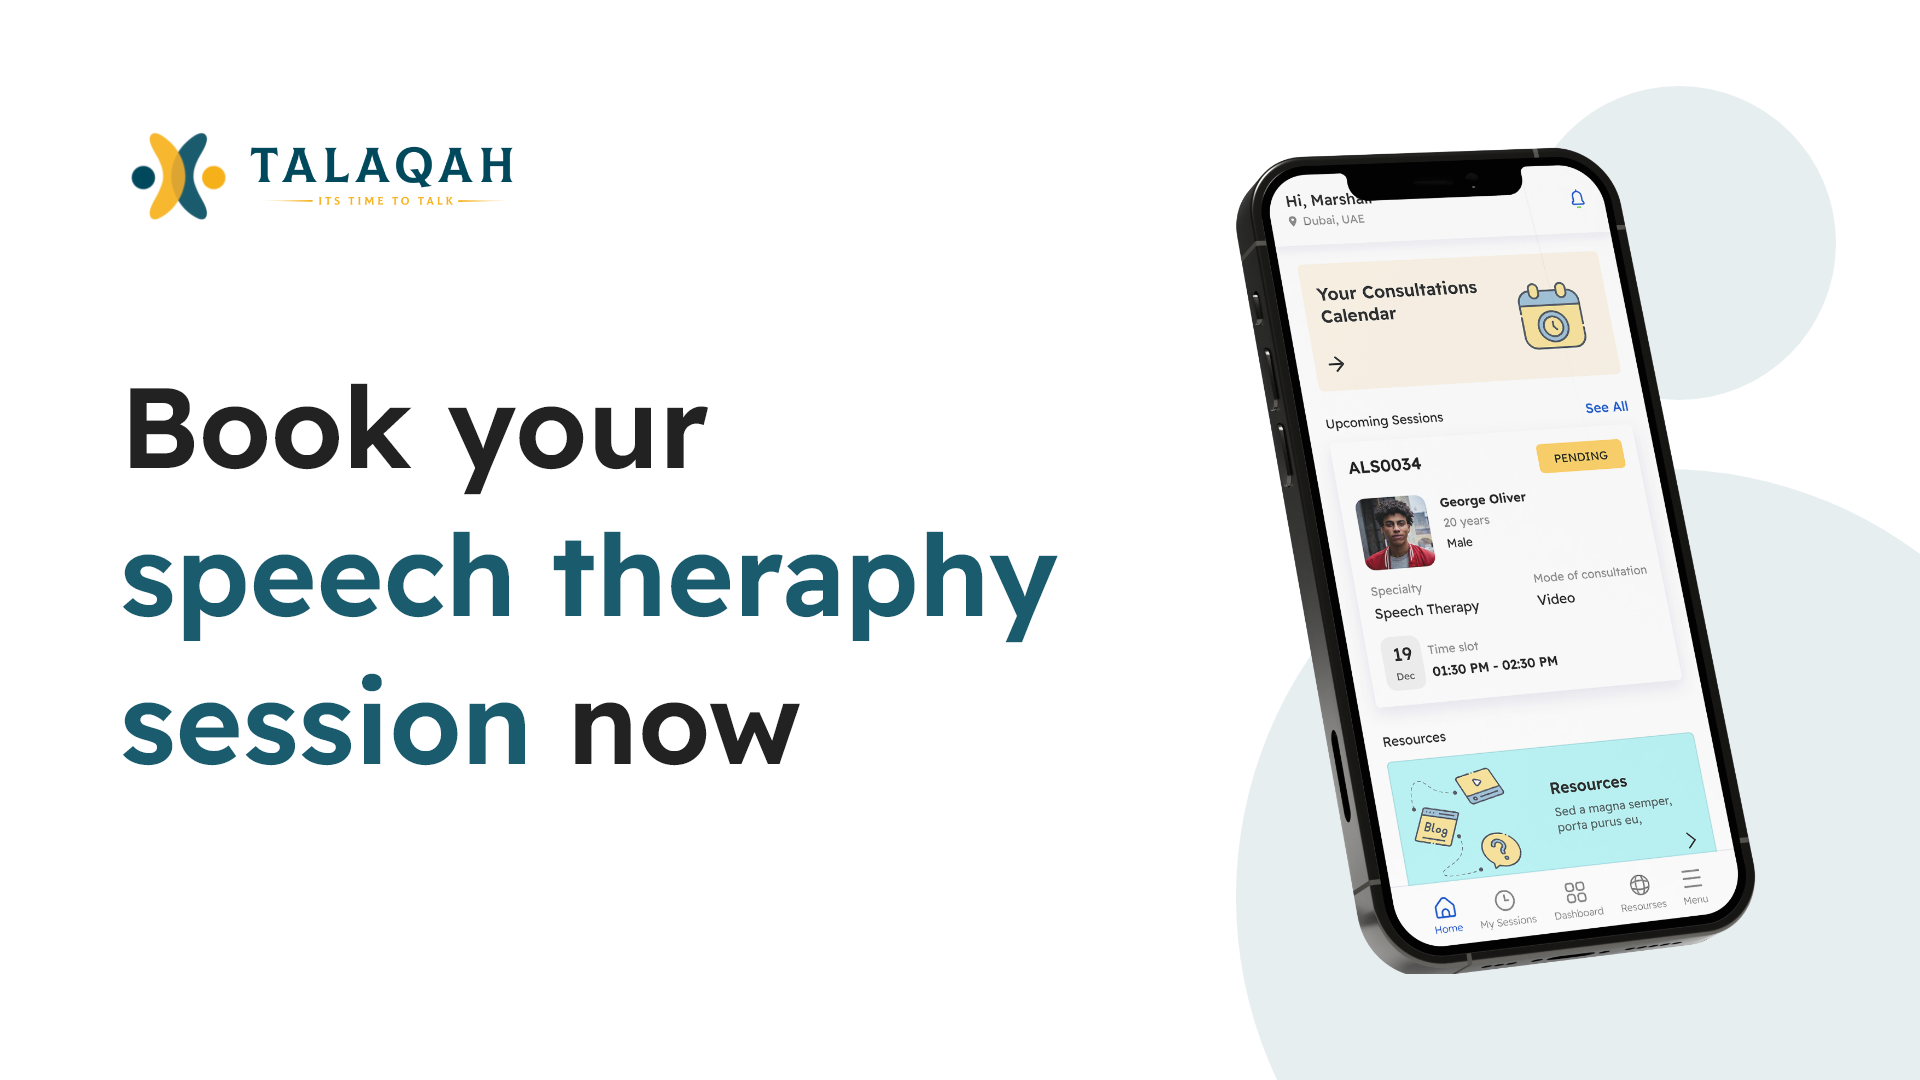 TALAQAH
ITS TIME TO TALK
Book your
speech theraphy
session now
Hi, Marshall
Dubai, UAE
Your Consultations
Calendar
Upcoming Sessions
See All
ALS0034
PENDING
George Oliver
20 years
Male
Specialty
Mode of consultation
Speech Therapy
Video
19
Dec
Time slot
01:30 PM - 02:30 PM
Resources
Resources
Sed a magna semper,
porta purus eu,
Blog
Home
My Sessions
Dashboard
Resourses
Menu